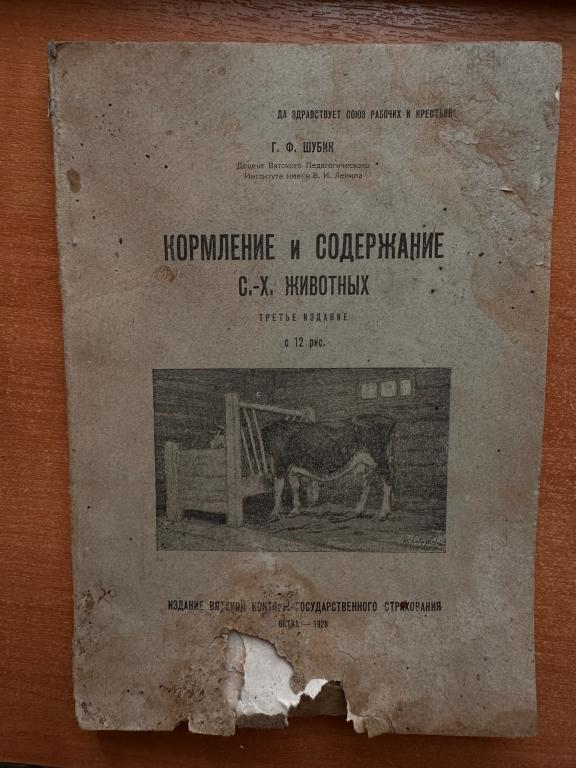 ДА ЗДРАВСТВУЕТ СОЮЗ РАБОЧИХ И КРЕСТЬЯН!
Г. Ф. ШУБИН
Доцент Вятского Педагогического
Института имени В. И. Ленина
КОРМЛЕНИЕ и СОДЕРЖАНИЕ
С.-Х. ЖИВОТНЫХ
ТРЕТЬЕ ИЗДАНИЕ
с 12 рис.
ИЗДАНИЕ ВЯТСКОЙ КОНТОРЫ ГОСУДАРСТВЕННОГО СТРАХОВАНИЯ
ВЯТКА — 1928